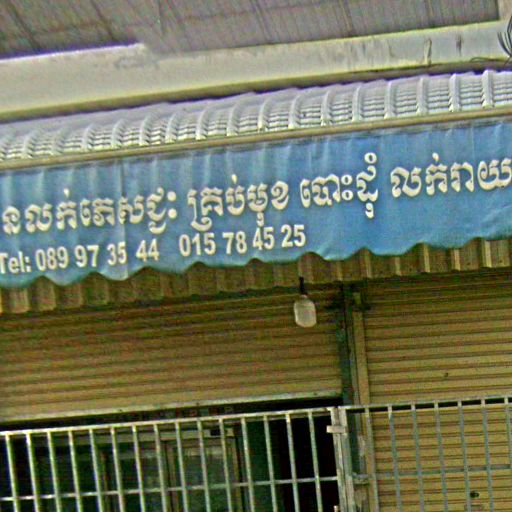 នលក់ភេសជ្ជ: គ្រប់មុខ បោះដុំ លក់រាយ
Tel: 089 97 35 44 015 78 45 25